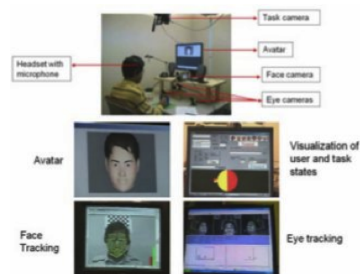 Task camera
Avatar
Headset with
microphone
Face camera
Eye cameras
Avatar
Visualization of
user and task
states
Face
Tracking
Eye tracking